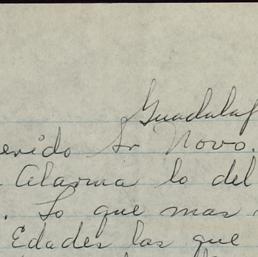 Guadalaj
erido Sr Novo.
Alarma lo del
. Lo que mas
Edades las que